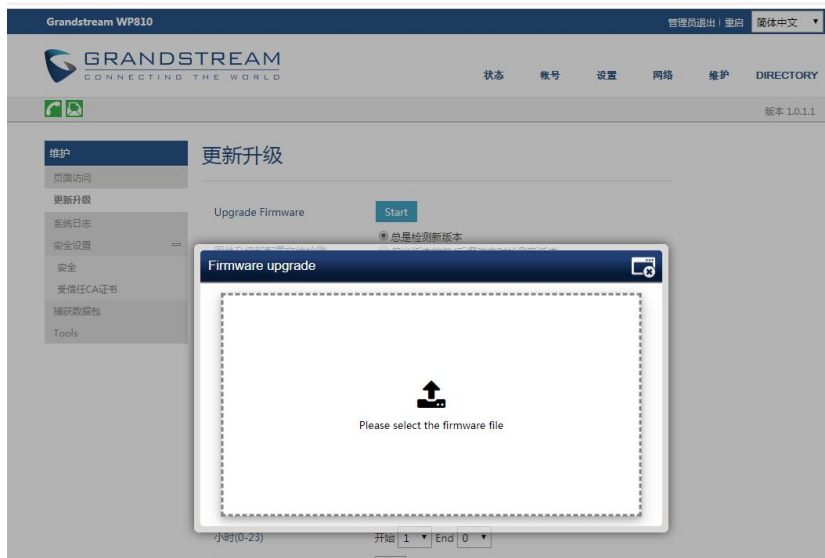 Grandstream WP810
管理员退出 | 重启 简体中文
GRANDSTREAM
CONNECTING THE WORLD
状态 帐号 设置 网络 维护 DIRECTORY
版本 1.0.1.1
维护
更新升级
页面访问
更新升级
系统日志
安全设置
安全
受信任CA证书
捕获数据包
Tools
Upgrade Firmware Start
总是检测新版本
Firmware upgrade
Please select the firmware file
小时(0-23) 开始 1 End 0